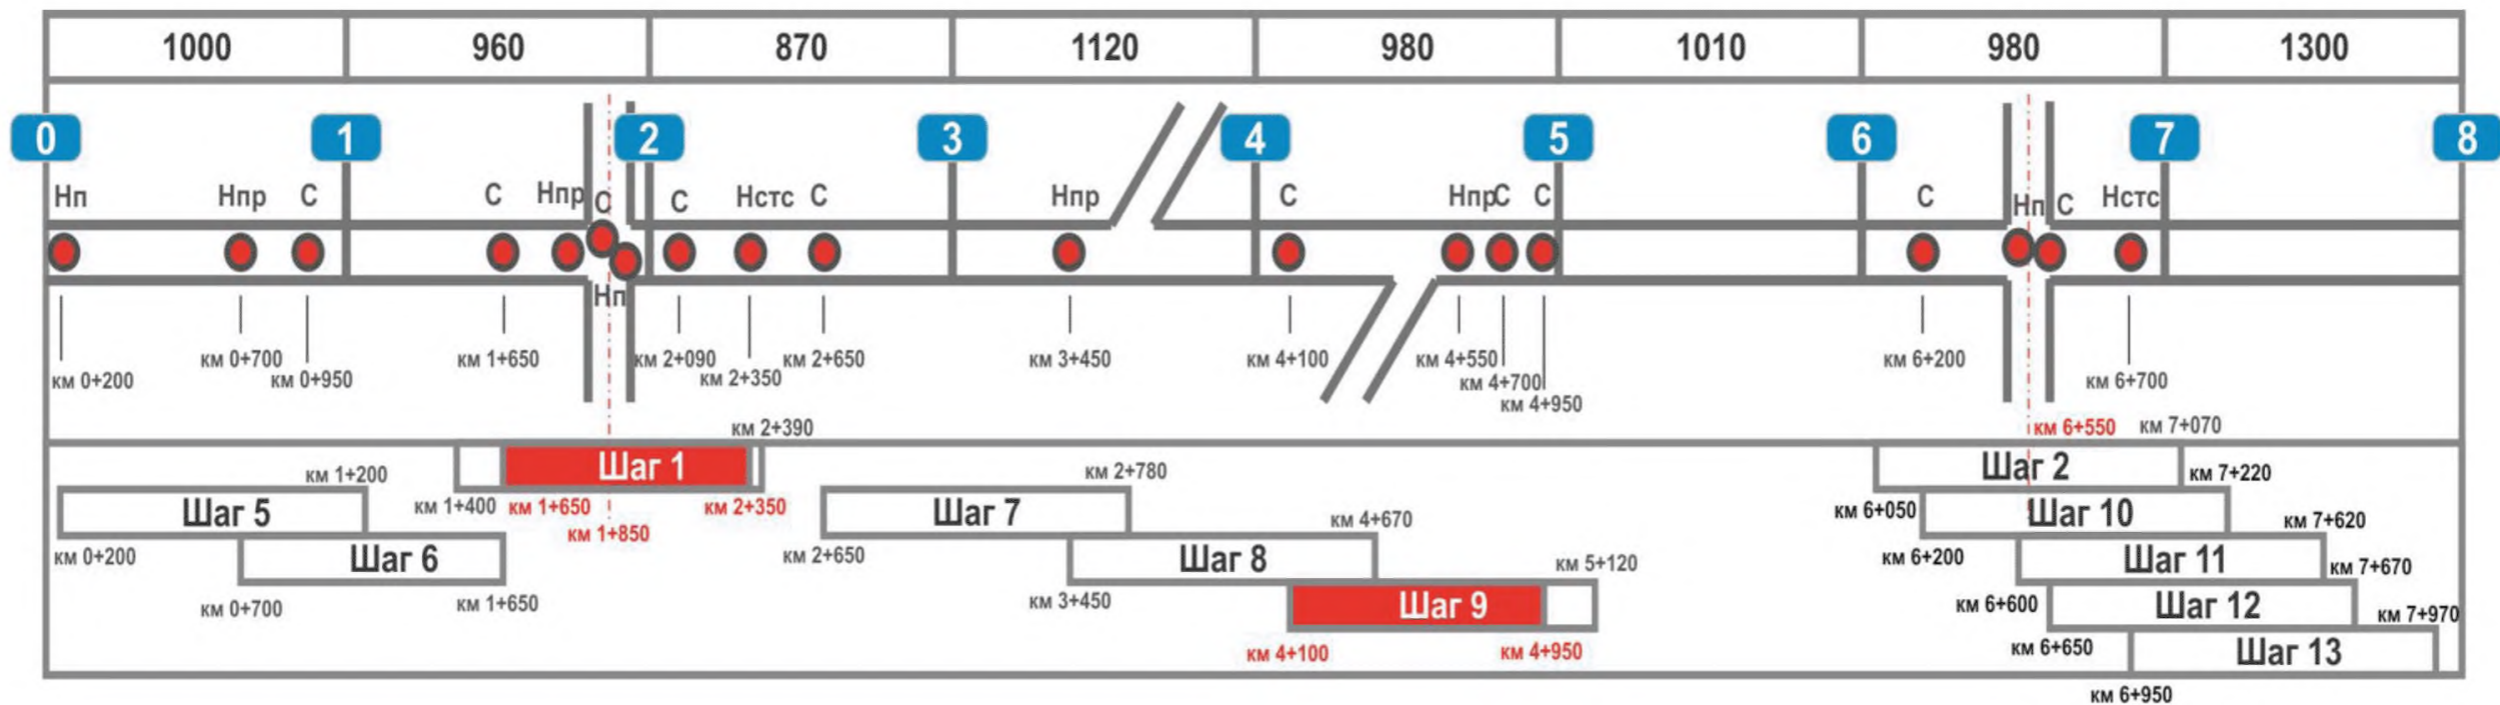 1000 960 870 1120 980 1010 980 1300
0 1 2 3 4 5 6 7 8
Нп Нпр С С Нпр С С Нстс С Нпр С Нпр С С С Нп С Нстс
Нп
км 0+200 км 0+700 км 0+950 км 1+650 км 2+090 км 2+350 км 2+650 км 3+450 км 4+100 км 4+550 км 4+700 км 4+950 км 6+200 км 6+700
км 2+390 км 6+550 км 7+070
Шаг 1 Шаг 2
км 1+200 км 2+780 км 7+220
км 1+400 км 1+650 км 2+350
Шаг 5 Шаг 7 км 6+050 Шаг 10
км 1+850 км 4+670 км 7+620
км 0+200 Шаг 6 км 2+650 Шаг 8 км 5+120 км 6+200 Шаг 11 км 7+670
км 0+700 км 1+650 км 3+450 Шаг 9 км 6+600 Шаг 12 км 7+970
км 4+100 км 4+950 км 6+650 Шаг 13
км 6+950